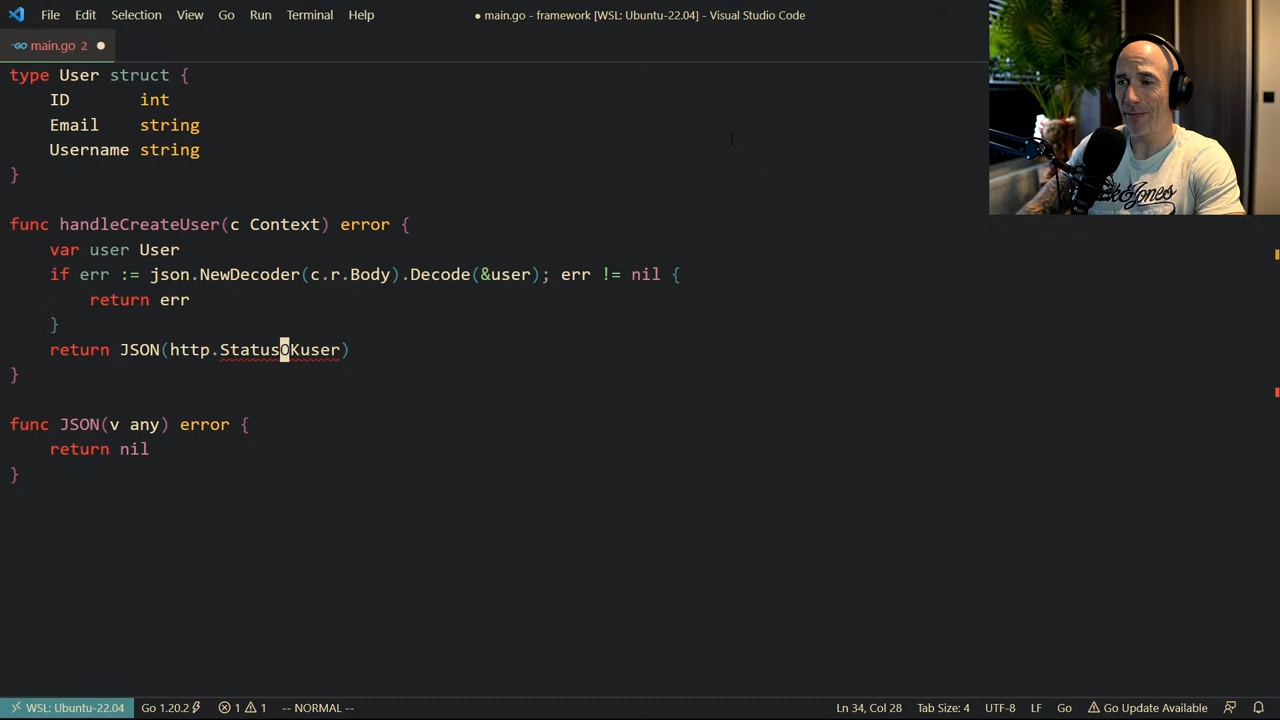 File Edit Selection View Go Run Terminal Help
● main.go - framework [WSL: Ubuntu-22.04] - Visual Studio Code
main.go 2 ●
type User struct {
    ID       int
    Email    string
    Username string
}
func handleCreateUser(c Context) error {
    var user User
    if err := json.NewDecoder(c.r.Body).Decode(&user); err != nil {
        return err
    }
    return JSON(http.StatusOKuser)
}
func JSON(v any) error {
    return nil
}
WSL: Ubuntu-22.04 Go 1.20.2 1 1 -- NORMAL -- Ln 34, Col 28 Tab Size: 4 UTF-8 LF Go Go Update Available